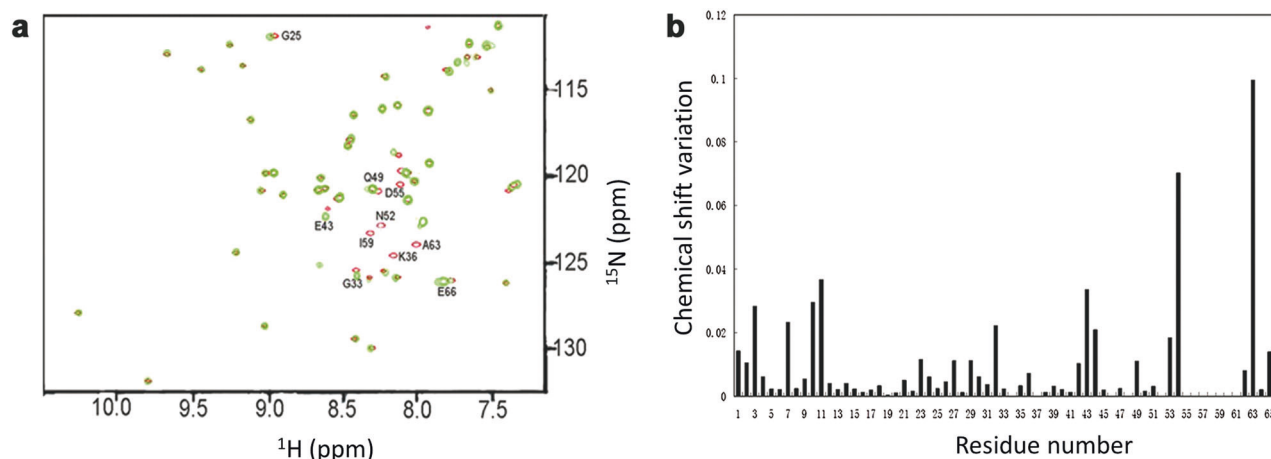 a
G25
Q49
D55
E43
N52
I59
A63
K36
G33
E66
115
120
125
130
15N (ppm)
10.0 9.5 9.0 8.5 8.0 7.5
1H (ppm)
b
0.12
0.1
0.08
0.06
0.04
0.02
0
Chemical shift variation
1 3 5 7 9 11 13 15 17 19 21 23 25 27 29 31 33 35 37 39 41 43 45 47 49 51 53 55 57 59 61 63 65
Residue number